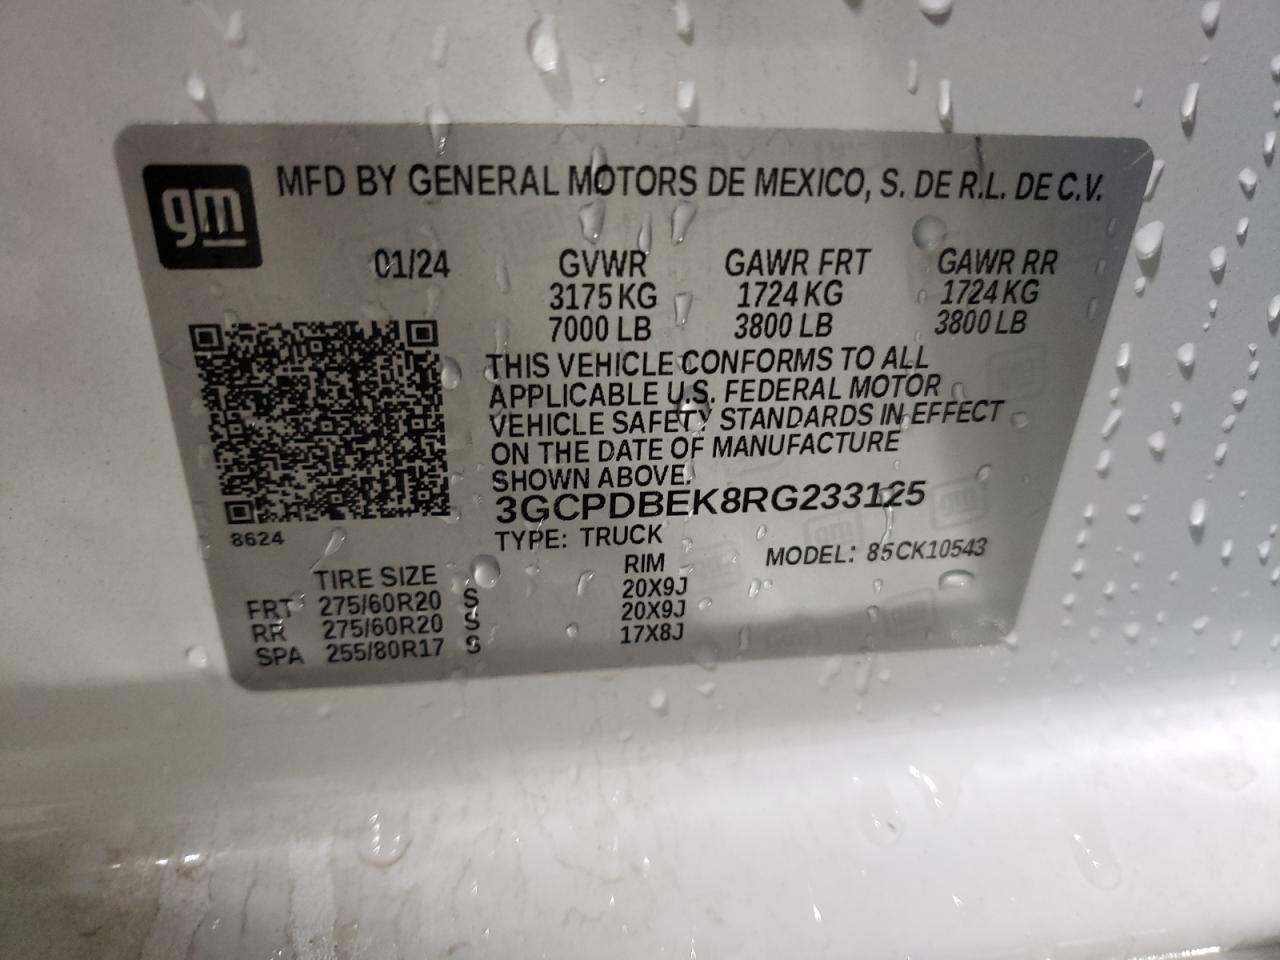 gm MFD BY GENERAL MOTORS DE MEXICO, S. DE R.L. DE C.V.
01/24 GVWR GAWR FRT GAWR RR
3175 KG 1724 KG 1724 KG
7000 LB 3800 LB 3800 LB
THIS VEHICLE CONFORMS TO ALL
APPLICABLE U.S. FEDERAL MOTOR
VEHICLE SAFETY STANDARDS IN EFFECT
ON THE DATE OF MANUFACTURE
SHOWN ABOVE.
3GCPDBEK8RG233125
8624
TYPE: TRUCK MODEL: 85CK10543
TIRE SIZE RIM
FRT 275/60R20 S 20X9J
RR 275/60R20 S 20X9J
SPA 255/80R17 S 17X8J